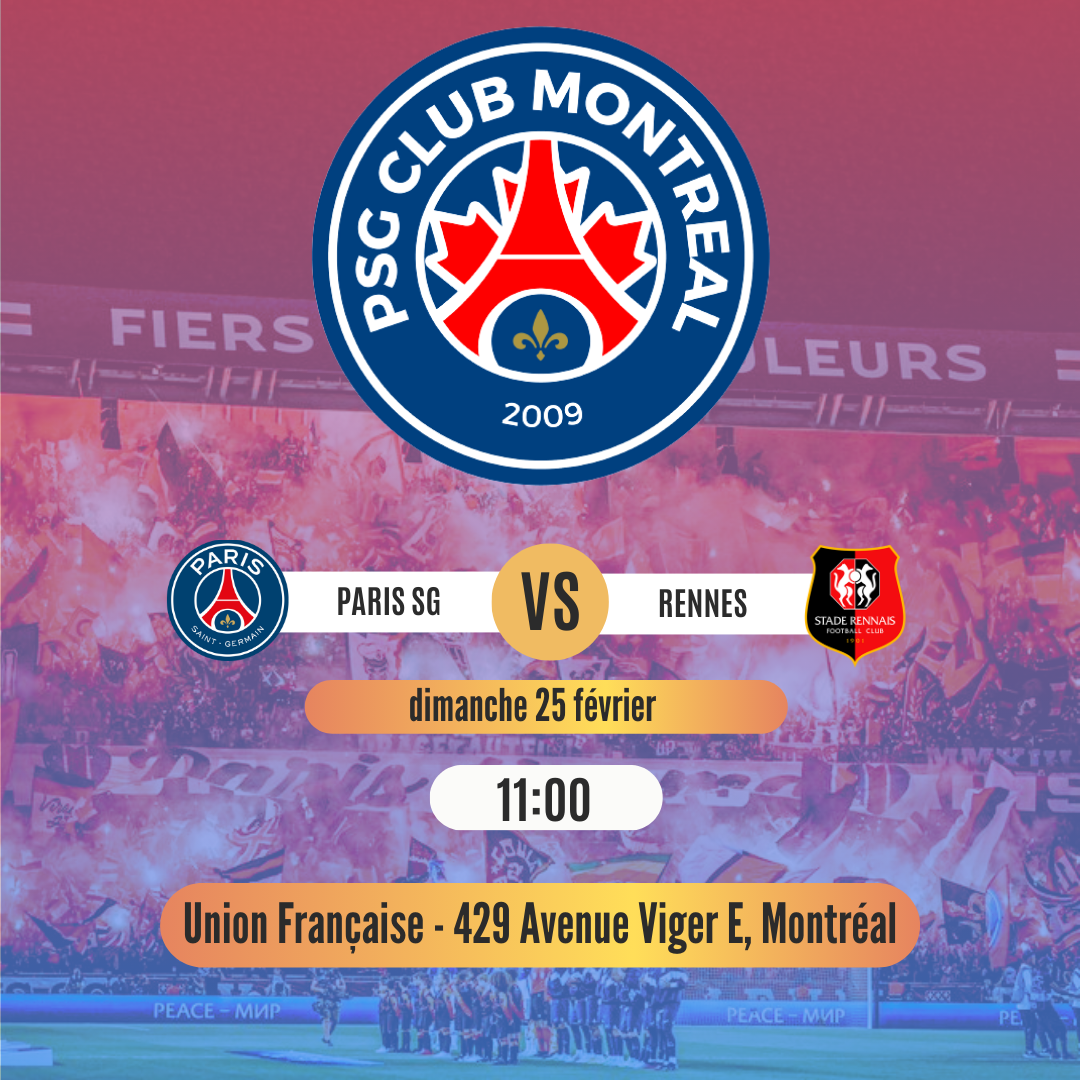 PSG CLUB MONTREAL
2009
FIERS
ULEURS
PARIS
SAINT - GERMAIN
PARIS SG
VS
RENNES
STADE RENNAIS
FOOTBALL CLUB
1901
dimanche 25 février
11:00
Union Française - 429 Avenue Viger E, Montréal
PEACE – МИР
PEACE – МИР